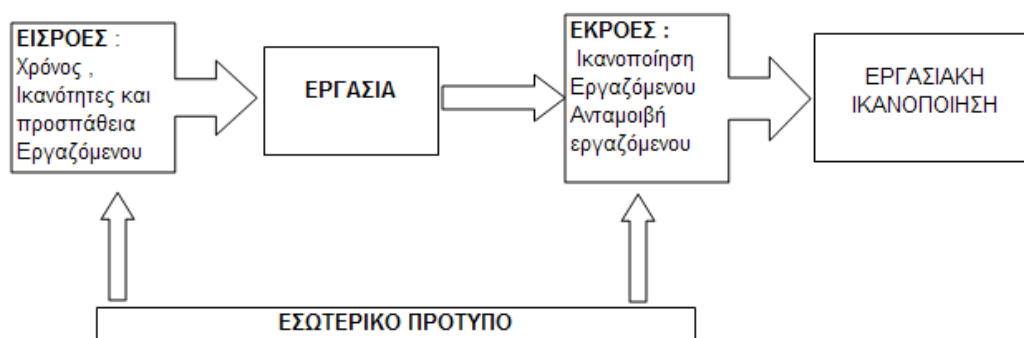 ΕΙΣΡΟΕΣ :
Χρόνος ,
Ικανότητες και
προσπάθεια
Εργαζόμενου
ΕΡΓΑΣΙΑ
ΕΚΡΟΕΣ :
Ικανοποίηση
Εργαζόμενου
Ανταμοιβή
εργαζόμενου
ΕΡΓΑΣΙΑΚΗ
ΙΚΑΝΟΠΟΙΗΣΗ
ΕΣΩΤΕΡΙΚΟ ΠΡΟΤΥΠΟ